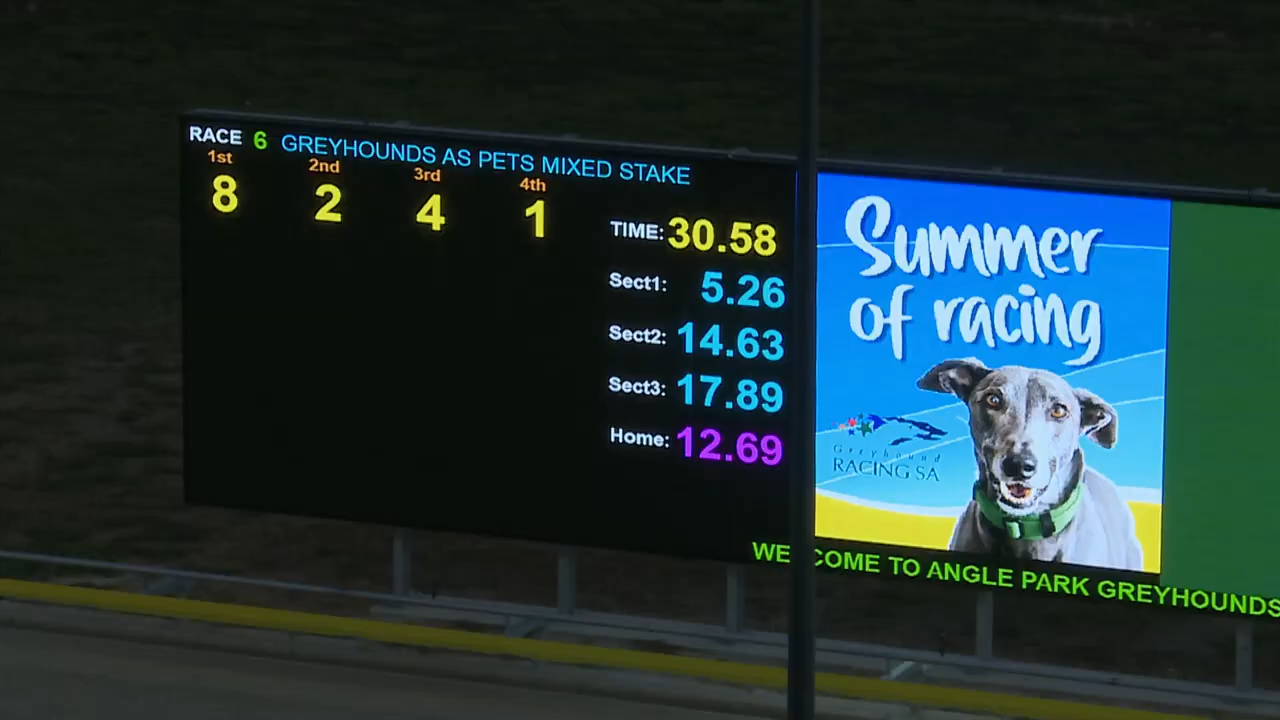 RACE 6 GREYHOUNDS AS PETS MIXED STAKE
1st 2nd 3rd 4th
8 2 4 1
TIME: 30.58
Sect1: 5.26
Sect2: 14.63
Sect3: 17.89
Home: 12.69
Summer
of racing
Greyhound
RACING SA
WELCOME TO ANGLE PARK GREYHOUNDS